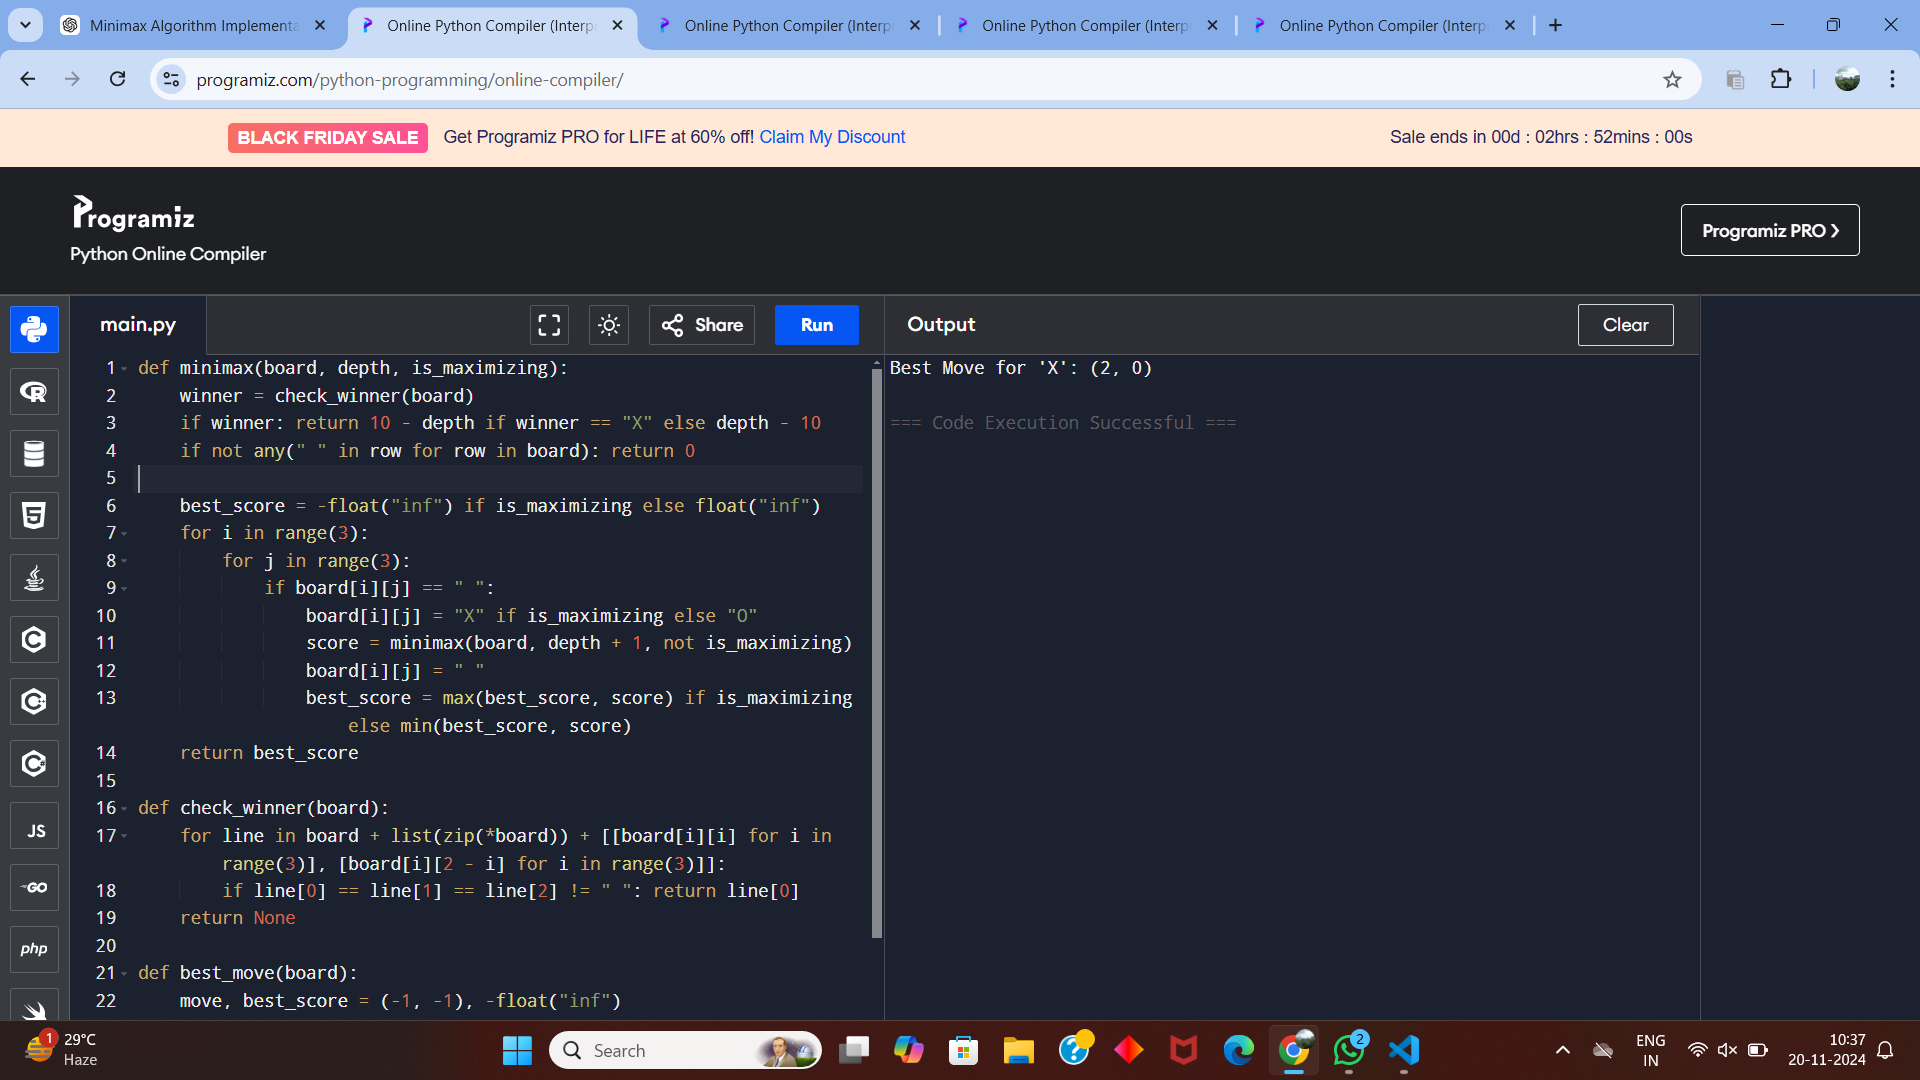 Minimax Algorithm Implementa
Online Python Compiler (Interp
Online Python Compiler (Interp
Online Python Compiler (Interp
Online Python Compiler (Interp
programiz.com/python-programming/online-compiler/
BLACK FRIDAY SALE Get Programiz PRO for LIFE at 60% off! Claim My Discount
Sale ends in 00d : 02hrs : 52mins : 00s
Programiz
Python Online Compiler
Programiz PRO ❯
main.py
Share
Run
Output
Clear
1 def minimax(board, depth, is_maximizing):
2     winner = check_winner(board)
3     if winner: return 10 - depth if winner == "X" else depth - 10
4     if not any(" " in row for row in board): return 0
5
6     best_score = -float("inf") if is_maximizing else float("inf")
7     for i in range(3):
8         for j in range(3):
9             if board[i][j] == " ":
10                 board[i][j] = "X" if is_maximizing else "O"
11                 score = minimax(board, depth + 1, not is_maximizing)
12                 board[i][j] = " "
13                 best_score = max(best_score, score) if is_maximizing
                    else min(best_score, score)
14     return best_score
15
16 def check_winner(board):
17     for line in board + list(zip(*board)) + [[board[i][i] for i in
        range(3)], [board[i][2 - i] for i in range(3)]]:
18         if line[0] == line[1] == line[2] != " ": return line[0]
19     return None
20
21 def best_move(board):
22     move, best_score = (-1, -1), -float("inf")
Best Move for 'X': (2, 0)
=== Code Execution Successful ===
R
5
C
C
C
JS
GO
php
1
29°C
Haze
Search
2
ENG
IN
10:37
20-11-2024